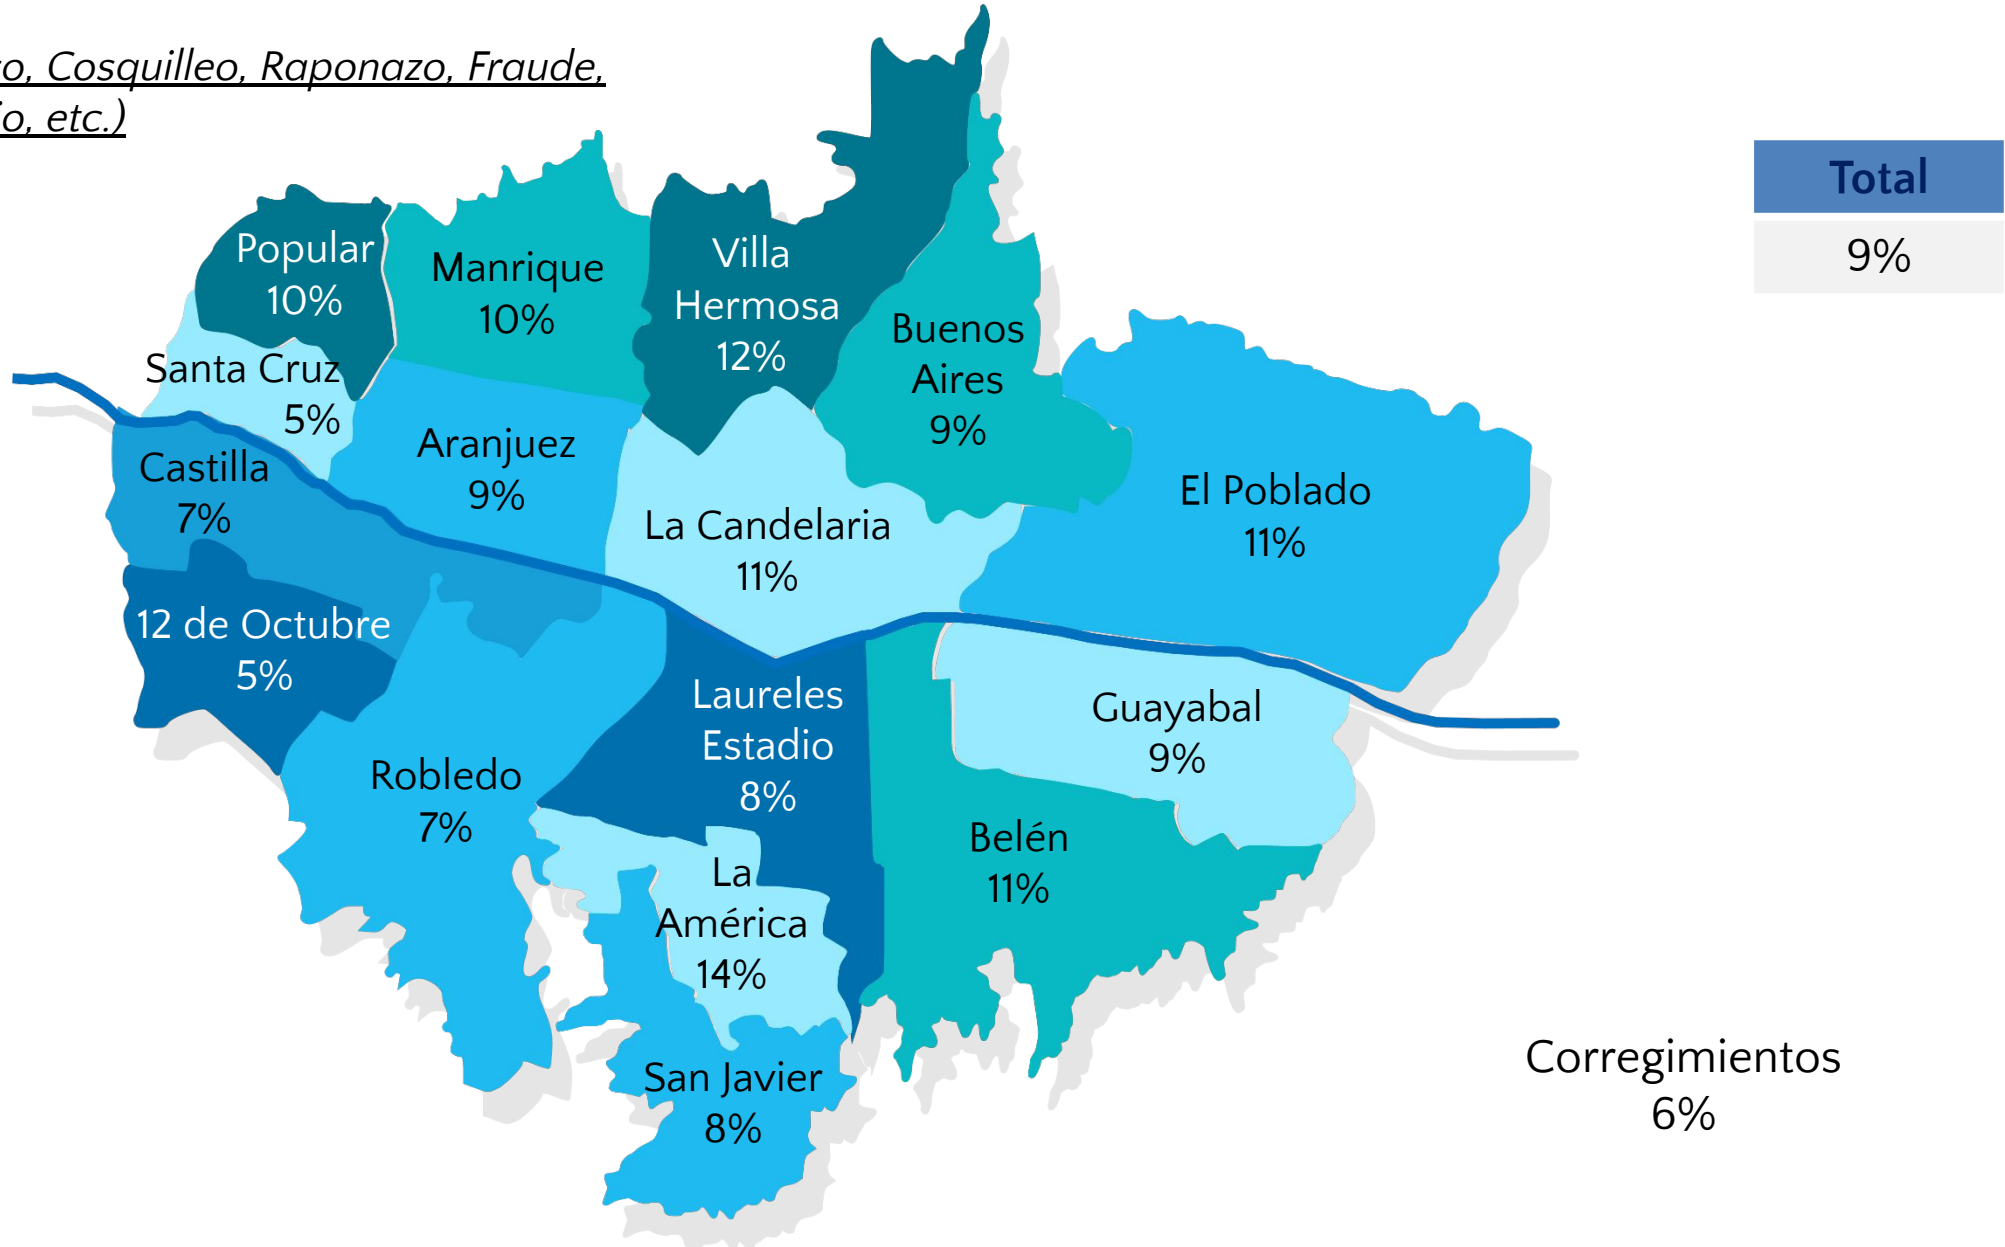 o, Cosquilleo, Raponazo, Fraude,
io, etc.)
Total
9%
Popular
10%
Manrique
10%
Villa
Hermosa
12%
Buenos
Aires
9%
Santa Cruz
5%
Aranjuez
9%
Castilla
7%
La Candelaria
11%
El Poblado
11%
12 de Octubre
5%
Laureles
Estadio
8%
Guayabal
9%
Robledo
7%
Belén
11%
La
América
14%
San Javier
8%
Corregimientos
6%